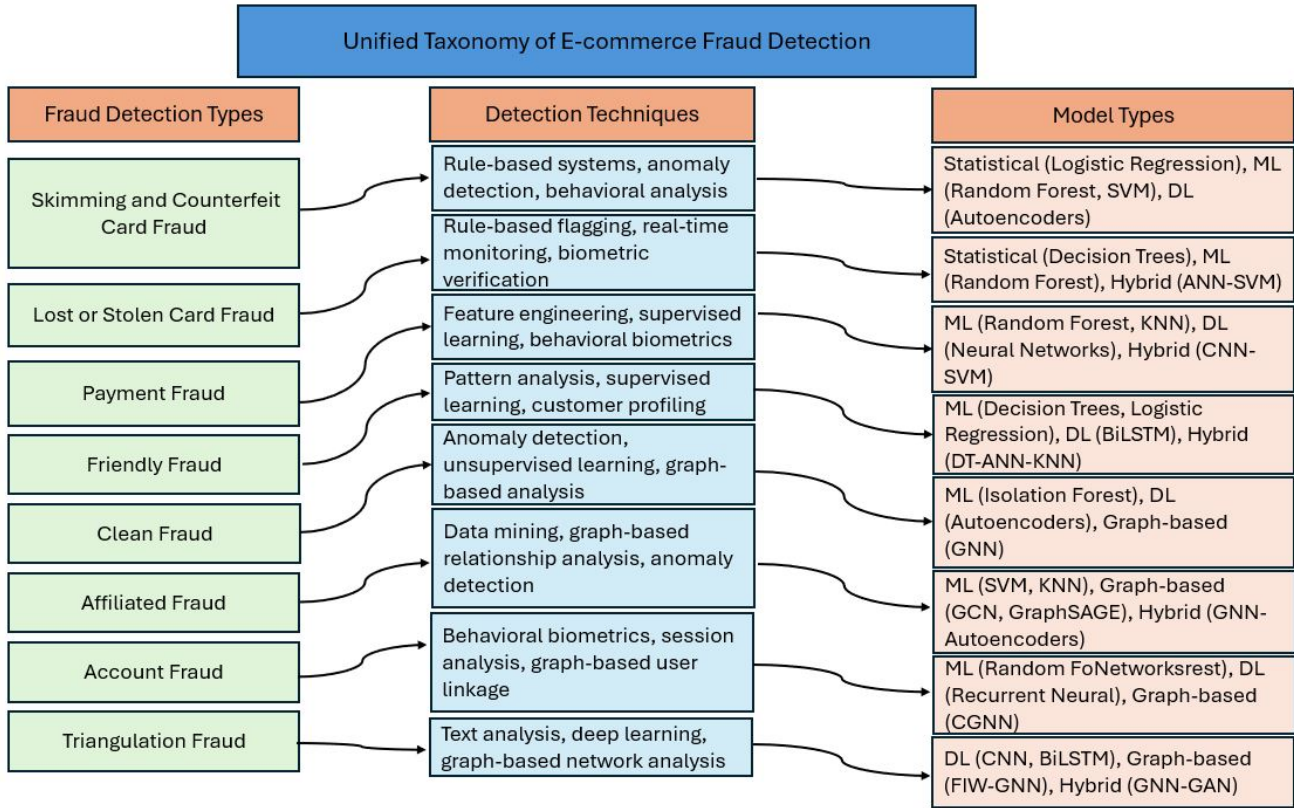 Unified Taxonomy of E-commerce Fraud Detection
Fraud Detection Types
Skimming and Counterfeit
Card Fraud
Lost or Stolen Card Fraud
Payment Fraud
Friendly Fraud
Clean Fraud
Affiliated Fraud
Account Fraud
Triangulation Fraud
Detection Techniques
Rule-based systems, anomaly
detection, behavioral analysis
Rule-based flagging, real-time
monitoring, biometric
verification
Feature engineering, supervised
learning, behavioral biometrics
Pattern analysis, supervised
learning, customer profiling
Anomaly detection,
unsupervised learning, graph-
based analysis
Data mining, graph-based
relationship analysis, anomaly
detection
Behavioral biometrics, session
analysis, graph-based user
linkage
Text analysis, deep learning,
graph-based network analysis
Model Types
Statistical (Logistic Regression), ML
(Random Forest, SVM), DL
(Autoencoders)
Statistical (Decision Trees), ML
(Random Forest), Hybrid (ANN-SVM)
ML (Random Forest, KNN), DL
(Neural Networks), Hybrid (CNN-
SVM)
ML (Decision Trees, Logistic
Regression), DL (BiLSTM), Hybrid
(DT-ANN-KNN)
ML (Isolation Forest), DL
(Autoencoders), Graph-based
(GNN)
ML (SVM, KNN), Graph-based
(GCN, GraphSAGE), Hybrid (GNN-
Autoencoders)
ML (Random FoNetworksrest), DL
(Recurrent Neural), Graph-based
(CGNN)
DL (CNN, BiLSTM), Graph-based
(FIW-GNN), Hybrid (GNN-GAN)